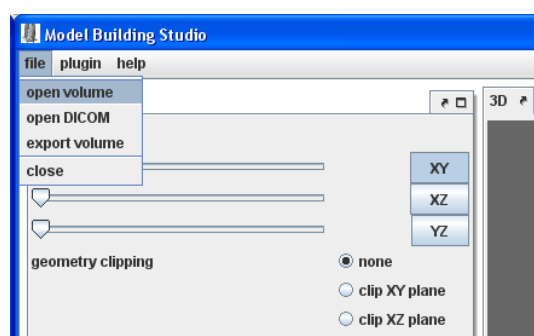 Model Building Studio
file plugin help
open volume
open DICOM
export volume
close
3D
XY
XZ
YZ
geometry clipping
none
clip XY plane
clip XZ plane